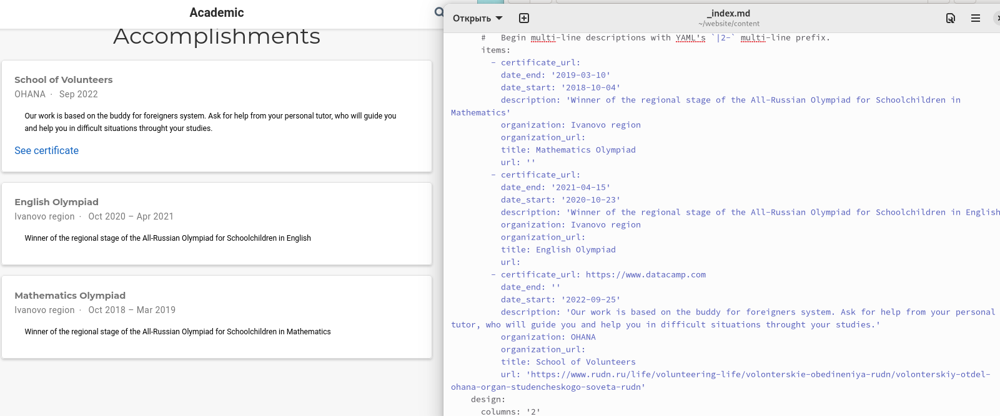 Academic
Accomplishments
School of Volunteers
OHANA · Sep 2022
Our work is based on the buddy for foreigners system. Ask for help from your personal tutor, who will guide you
and help you in difficult situations throught your studies.
See certificate
English Olympiad
Ivanovo region · Oct 2020 – Apr 2021
Winner of the regional stage of the All-Russian Olympiad for Schoolchildren in English
Mathematics Olympiad
Ivanovo region · Oct 2018 – Mar 2019
Winner of the regional stage of the All-Russian Olympiad for Schoolchildren in Mathematics
Открыть
_index.md
~/website/content
#   Begin multi-line descriptions with YAML's `|2-` multi-line prefix.
items:
- certificate_url:
date_end: '2019-03-10'
date_start: '2018-10-04'
description: 'Winner of the regional stage of the All-Russian Olympiad for Schoolchildren in
Mathematics'
organization: Ivanovo region
organization_url:
title: Mathematics Olympiad
url: ''
- certificate_url:
date_end: '2021-04-15'
date_start: '2020-10-23'
description: 'Winner of the regional stage of the All-Russian Olympiad for Schoolchildren in English
organization: Ivanovo region
organization_url:
title: English Olympiad
url:
- certificate_url: https://www.datacamp.com
date_end: ''
date_start: '2022-09-25'
description: 'Our work is based on the buddy for foreigners system. Ask for help from your personal
tutor, who will guide you and help you in difficult situations throught your studies.'
organization: OHANA
organization_url:
title: School of Volunteers
url: 'https://www.rudn.ru/life/volunteering-life/volonterskie-obedineniya-rudn/volonterskiy-otdel-
ohana-organ-studencheskogo-soveta-rudn'
design:
columns: '2'